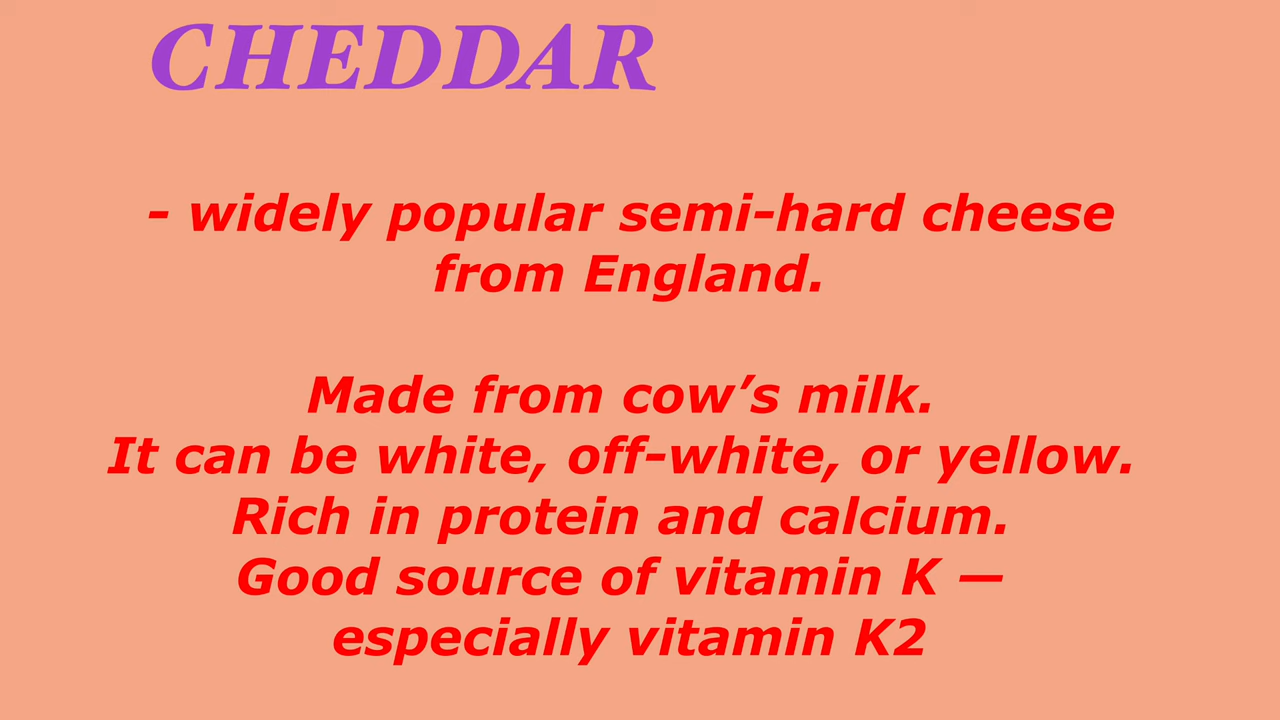 CHEDDAR
- widely popular semi-hard cheese
from England.
Made from cow’s milk.
It can be white, off-white, or yellow.
Rich in protein and calcium.
Good source of vitamin K —
especially vitamin K2